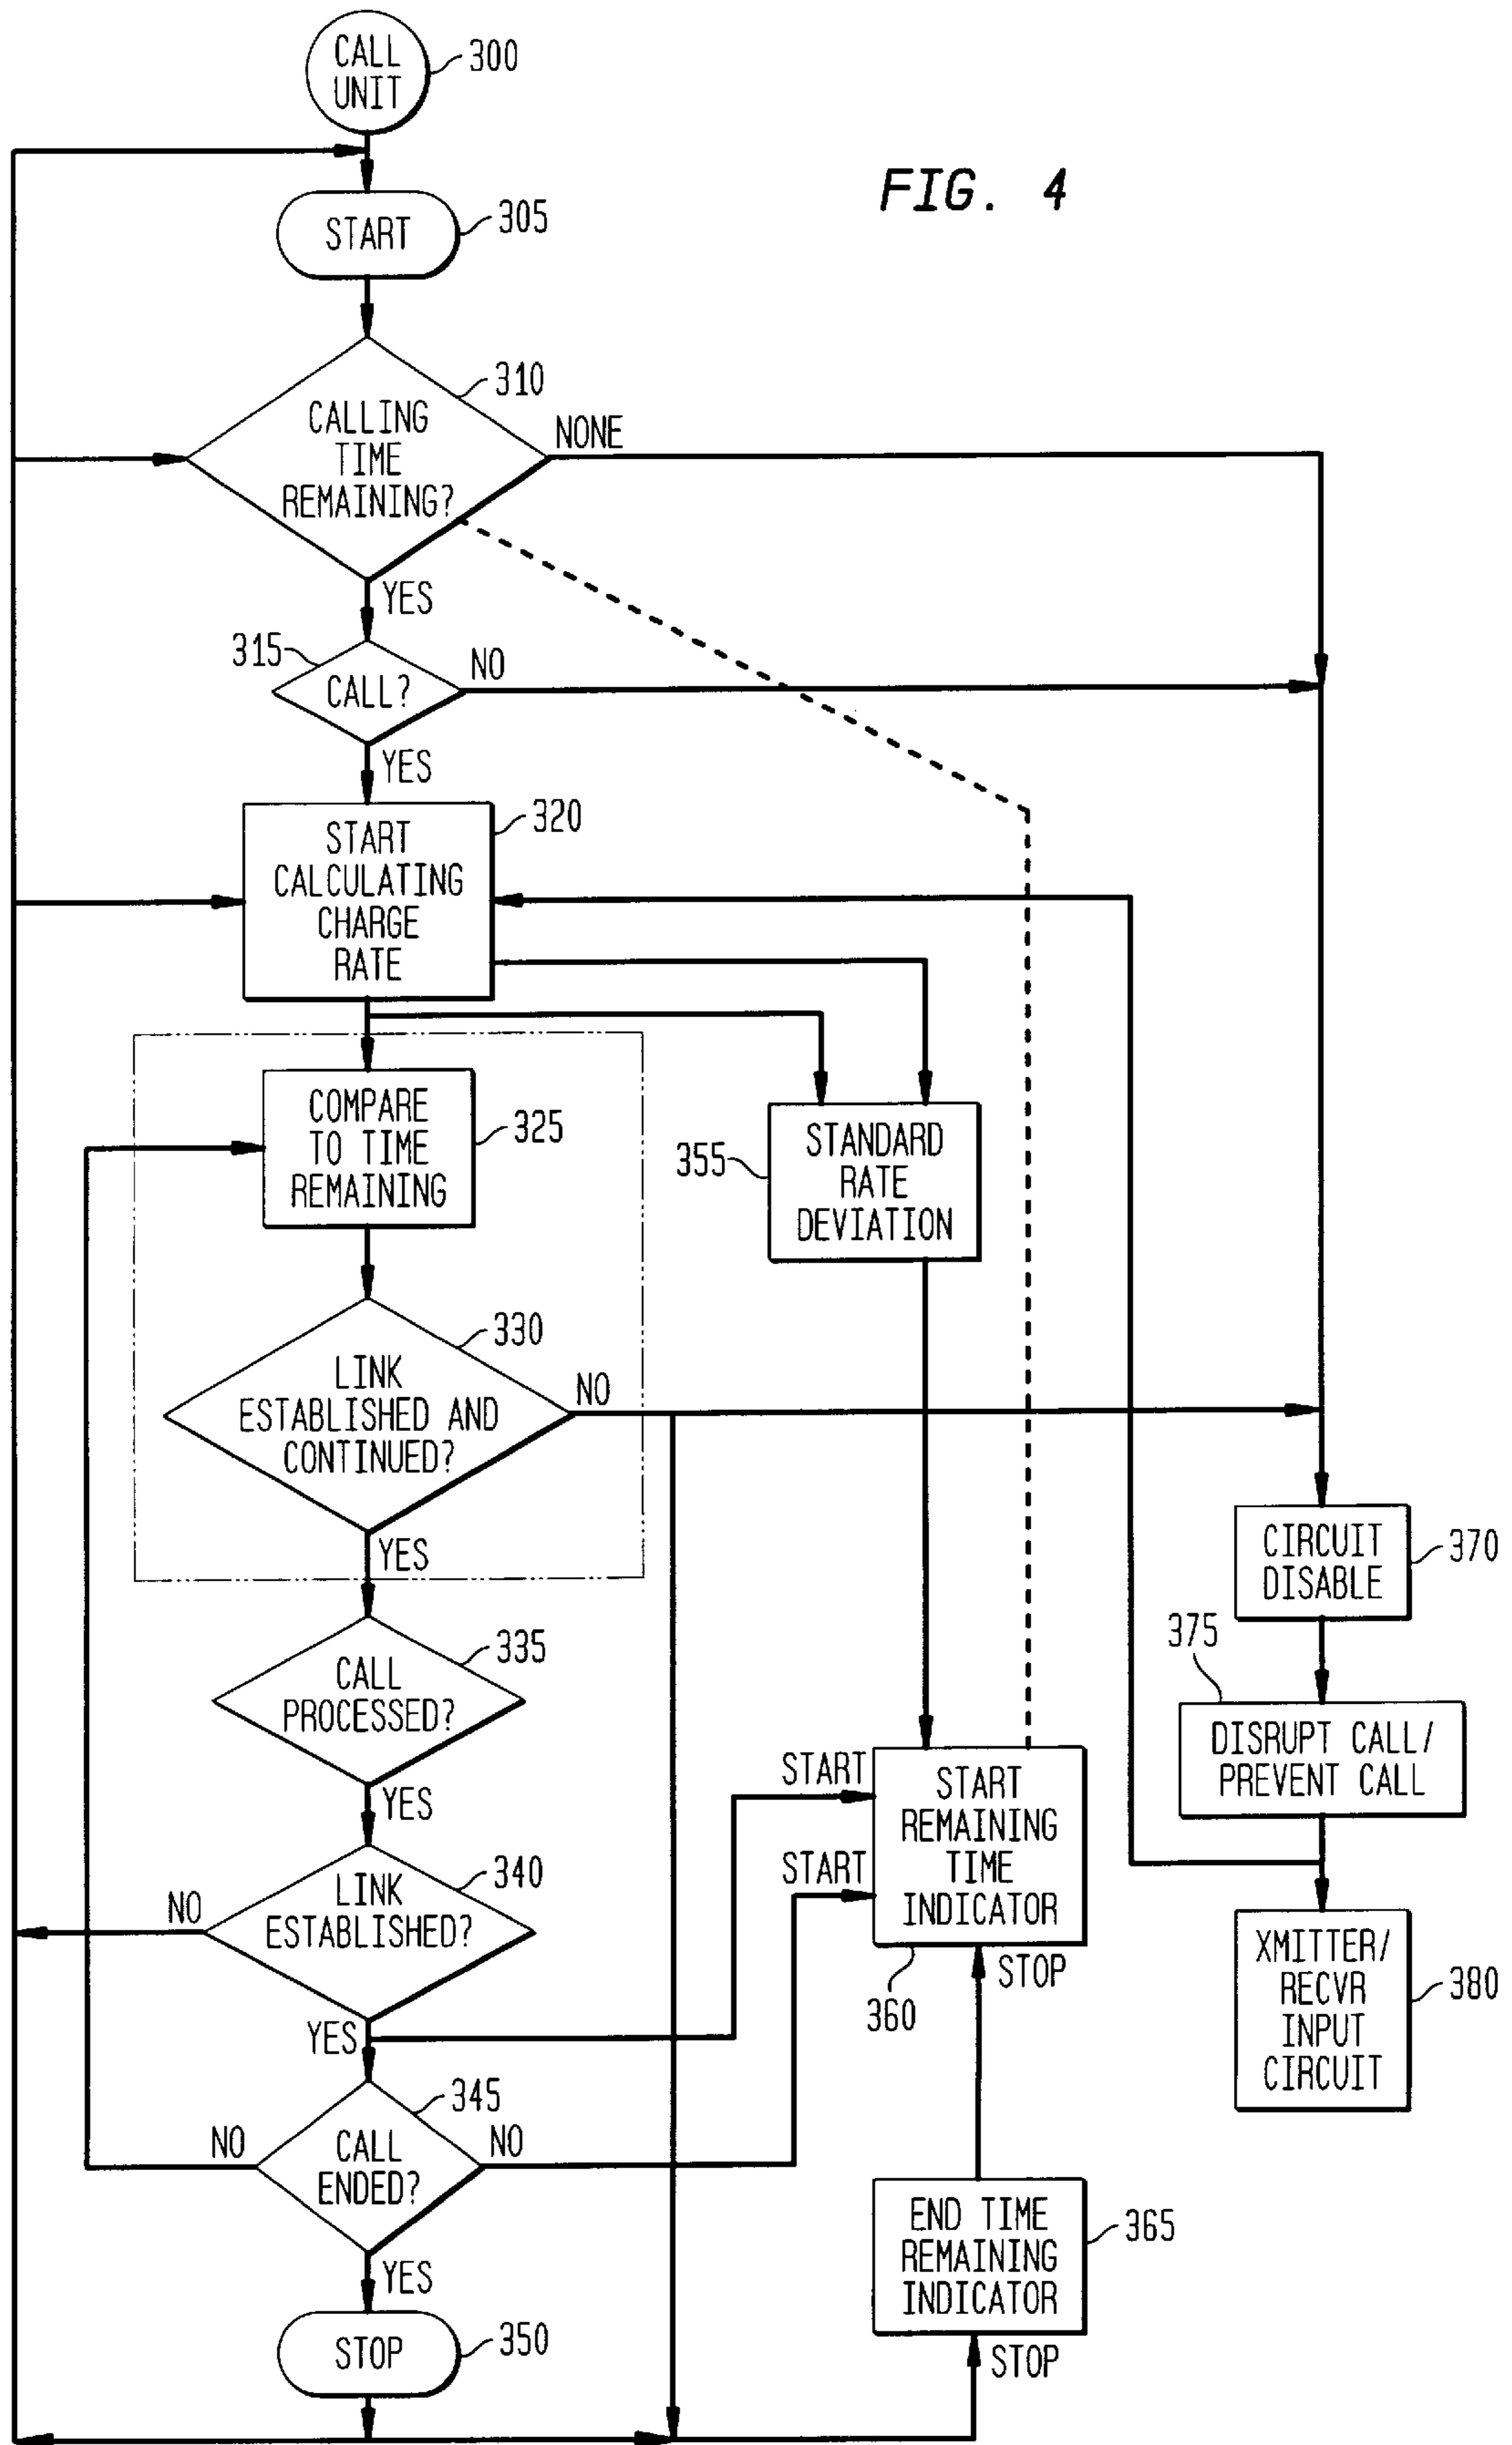 CALL
UNIT
300
FIG. 4
START
305
310
CALLING
TIME
REMAINING?
NONE
YES
315
CALL?
NO
YES
320
START
CALCULATING
CHARGE
RATE
COMPARE
TO TIME
REMAINING
325
355
STANDARD
RATE
DEVIATION
330
LINK
ESTABLISHED AND
CONTINUED?
NO
YES
CIRCUIT
DISABLE
370
335
CALL
PROCESSED?
YES
375
DISRUPT CALL/
PREVENT CALL
START
START
START
REMAINING
TIME
INDICATOR
360
STOP
340
LINK
ESTABLISHED?
NO
YES
XMITTER/
RECVR
INPUT
CIRCUIT
380
345
CALL
ENDED?
NO
NO
YES
END TIME
REMAINING
INDICATOR
365
STOP
STOP
350